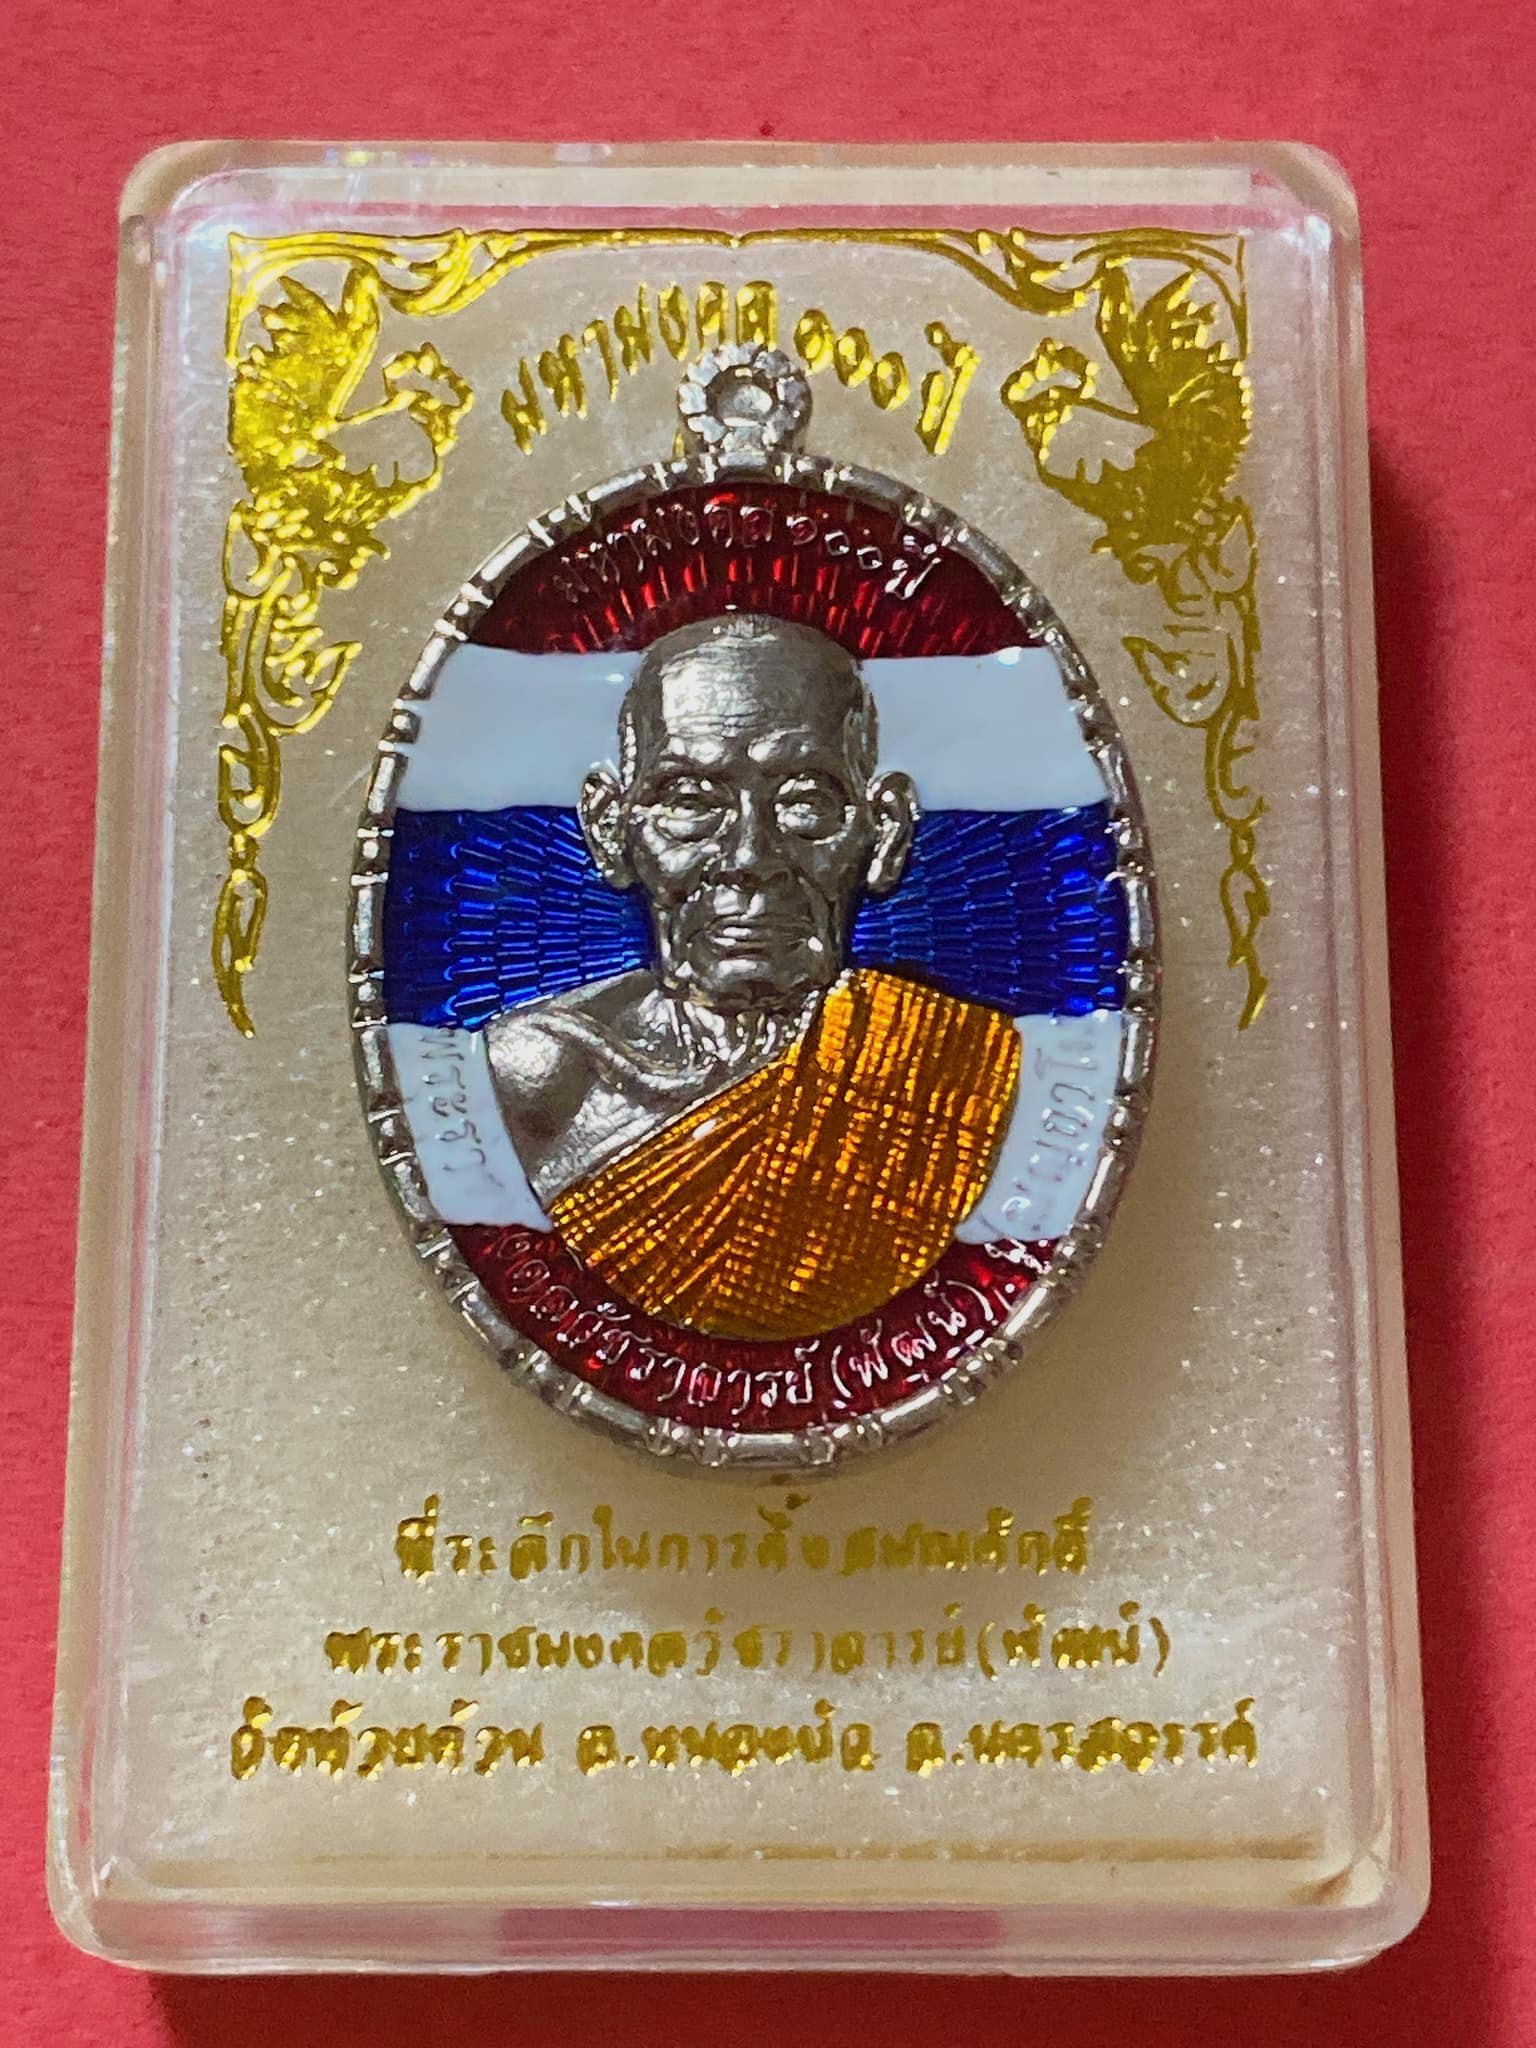 มหามงคล ๑๐๐ ปี
มหามงคล ๑๐๐ ปี
พระราชมงคลวัชราจารย์ (พัฒน์)
ที่ระลึกในการตั้งสมณศักดิ์
พระราชมงคลวัชราจารย์ (พัฒน์)
วัดห้วยด้วน อ.หนองบัว จ.นครสวรรค์